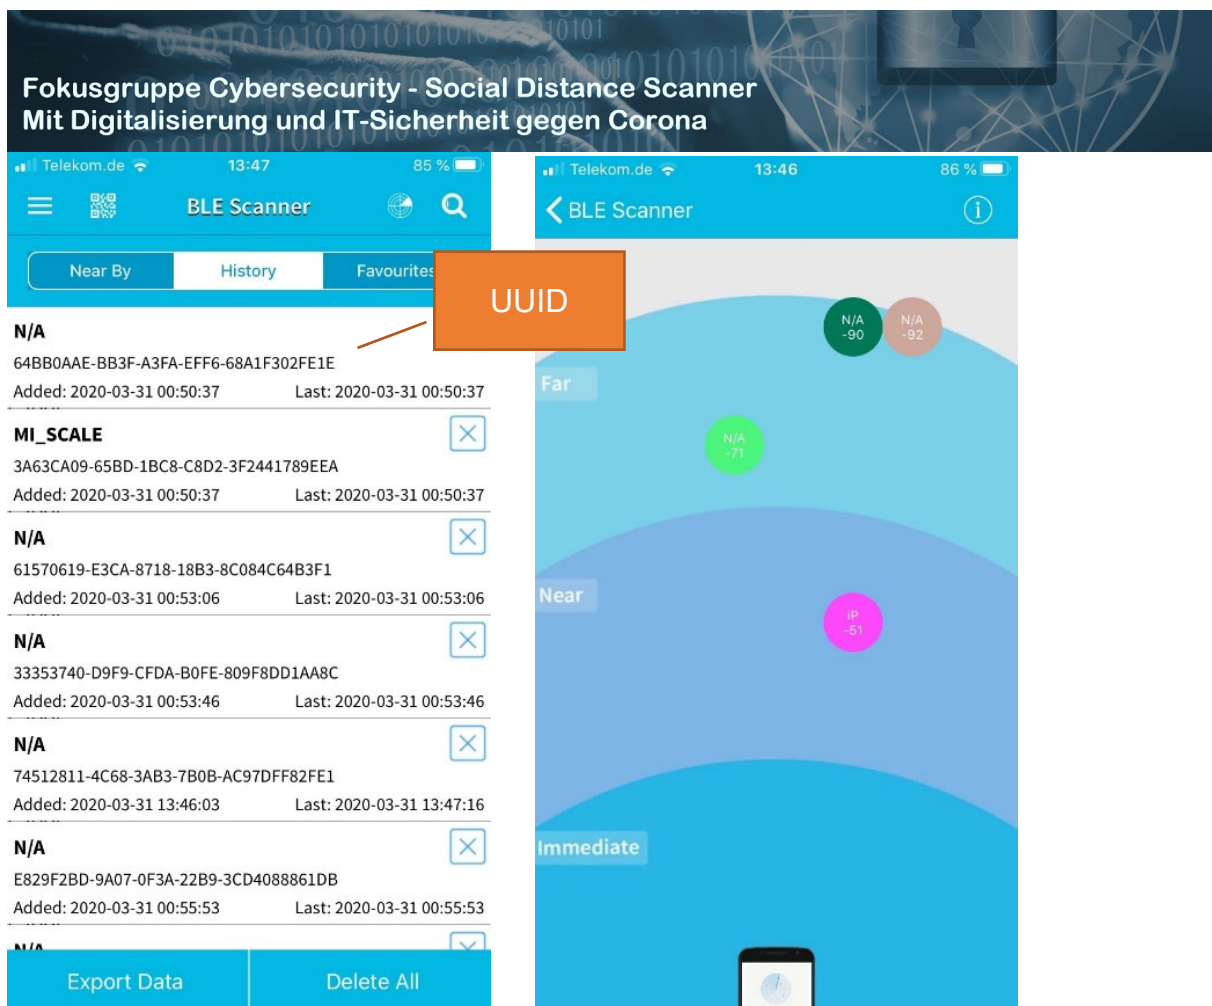 Fokusgruppe Cybersecurity - Social Distance Scanner
Mit Digitalisierung und IT-Sicherheit gegen Corona
Telekom.de 13:47 85 %
BLE Scanner
Near By History Favourites
UUID
N/A
64BB0AAE-BB3F-A3FA-EFF6-68A1F302FE1E
Added: 2020-03-31 00:50:37 Last: 2020-03-31 00:50:37
MI_SCALE
3A63CA09-65BD-1BC8-C8D2-3F2441789EEA
Added: 2020-03-31 00:50:37 Last: 2020-03-31 00:50:37
N/A
61570619-E3CA-8718-18B3-8C084C64B3F1
Added: 2020-03-31 00:53:06 Last: 2020-03-31 00:53:06
N/A
33353740-D9F9-CFDA-B0FE-809F8DD1AA8C
Added: 2020-03-31 00:53:46 Last: 2020-03-31 00:53:46
N/A
74512811-4C68-3AB3-7B0B-AC97DFF82FE1
Added: 2020-03-31 13:46:03 Last: 2020-03-31 13:47:16
N/A
E829F2BD-9A07-0F3A-22B9-3CD4088861DB
Added: 2020-03-31 00:55:53 Last: 2020-03-31 00:55:53
N/A
Export Data Delete All
Telekom.de 13:46 86 %
BLE Scanner
N/A
-90
N/A
-92
Far
N/A
-71
Near
iP
-51
Immediate